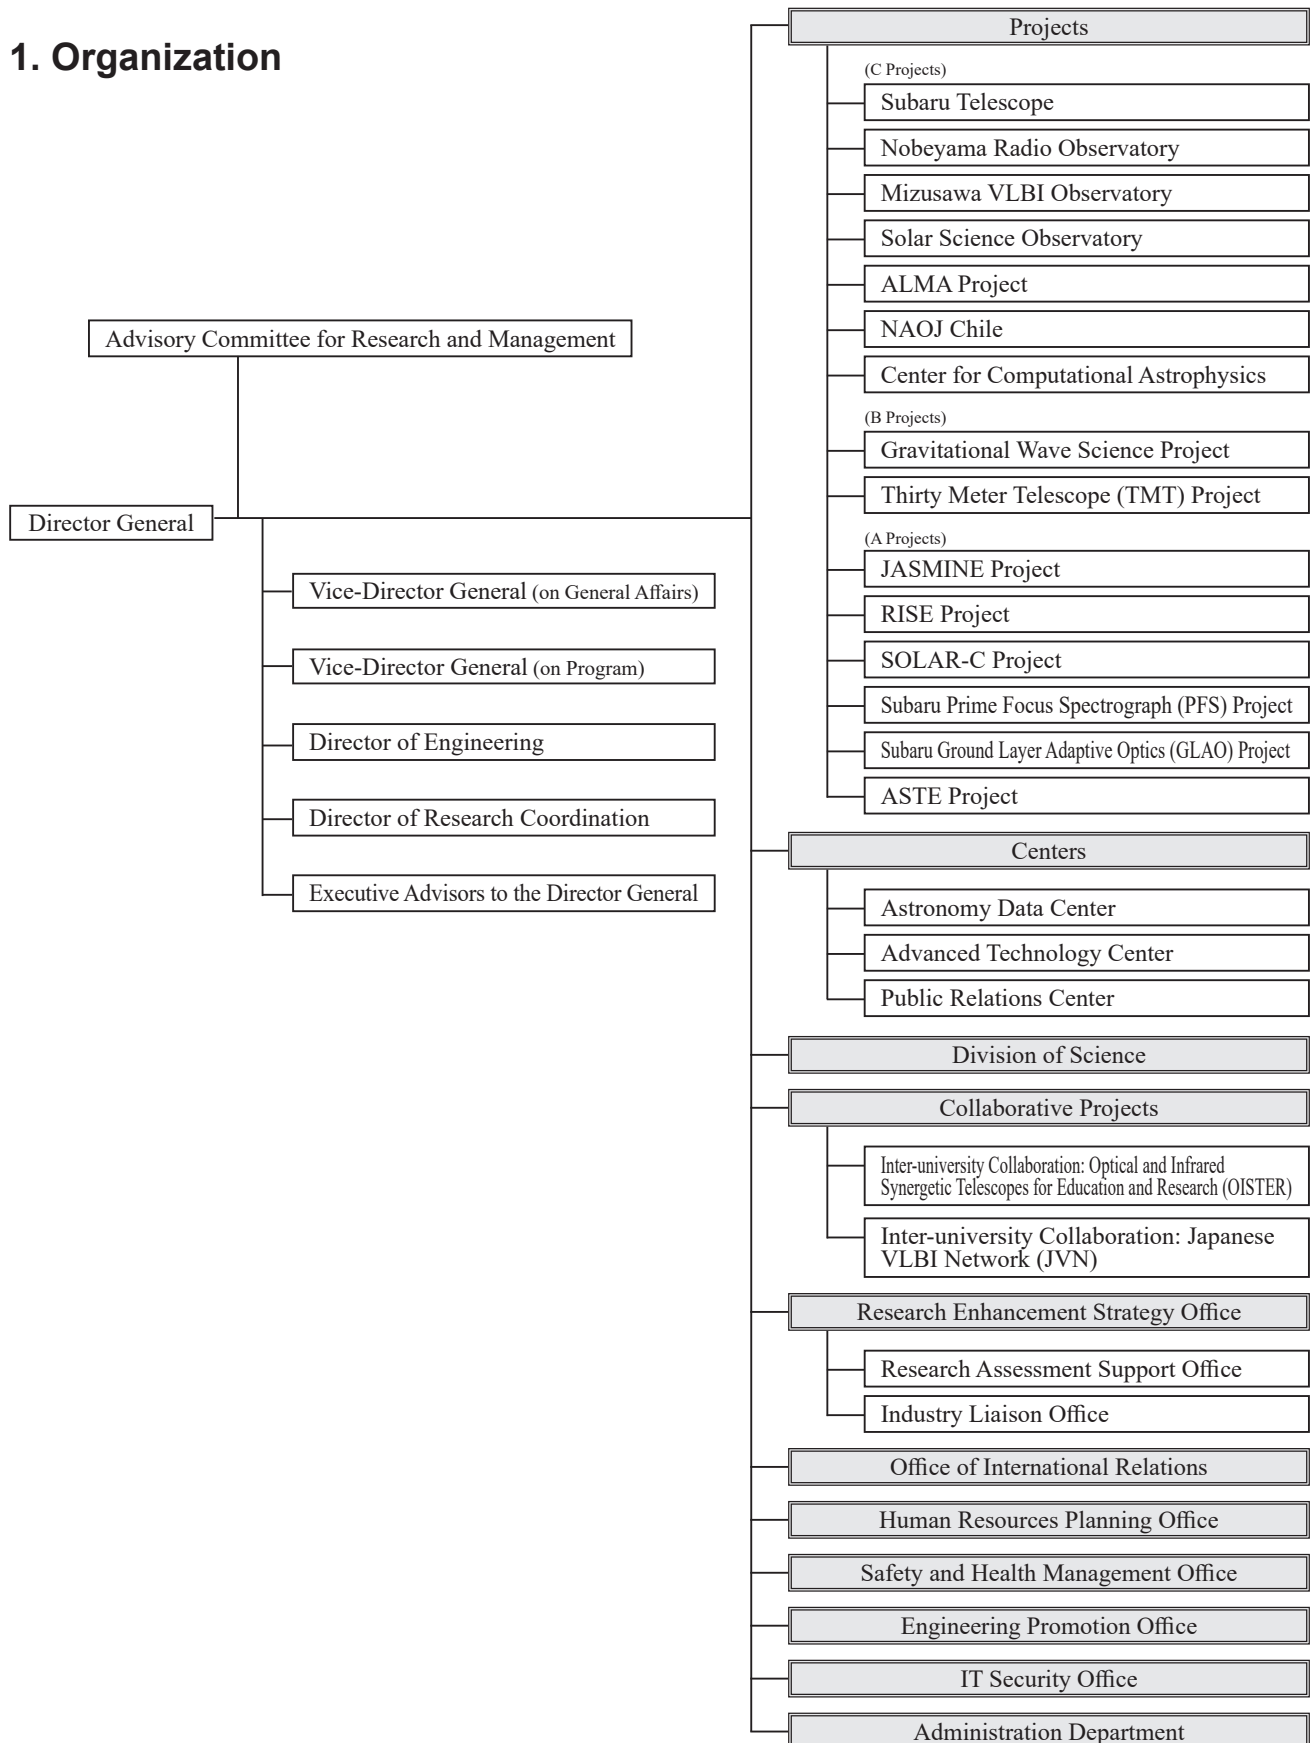 1. Organization
Advisory Committee for Research and Management
Director General
Vice-Director General (on General Affairs)
Vice-Director General (on Program)
Director of Engineering
Director of Research Coordination
Executive Advisors to the Director General
Projects
(C Projects)
Subaru Telescope
Nobeyama Radio Observatory
Mizusawa VLBI Observatory
Solar Science Observatory
ALMA Project
NAOJ Chile
Center for Computational Astrophysics
(B Projects)
Gravitational Wave Science Project
Thirty Meter Telescope (TMT) Project
(A Projects)
JASMINE Project
RISE Project
SOLAR-C Project
Subaru Prime Focus Spectrograph (PFS) Project
Subaru Ground Layer Adaptive Optics (GLAO) Project
ASTE Project
Centers
Astronomy Data Center
Advanced Technology Center
Public Relations Center
Division of Science
Collaborative Projects
Inter-university Collaboration: Optical and Infrared
Synergetic Telescopes for Education and Research (OISTER)
Inter-university Collaboration: Japanese
VLBI Network (JVN)
Research Enhancement Strategy Office
Research Assessment Support Office
Industry Liaison Office
Office of International Relations
Human Resources Planning Office
Safety and Health Management Office
Engineering Promotion Office
IT Security Office
Administration Department